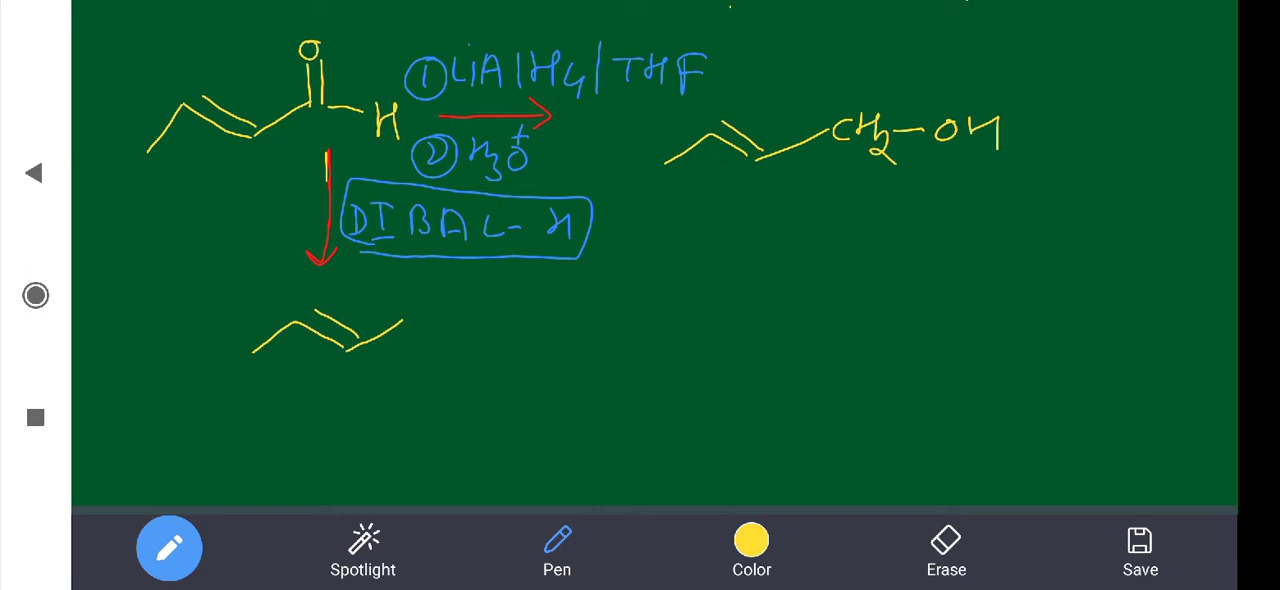 O
① LiAlH4/THF
H
② H3O+
CH2-OH
DIBAL-H
Spotlight
Pen
Color
Erase
Save